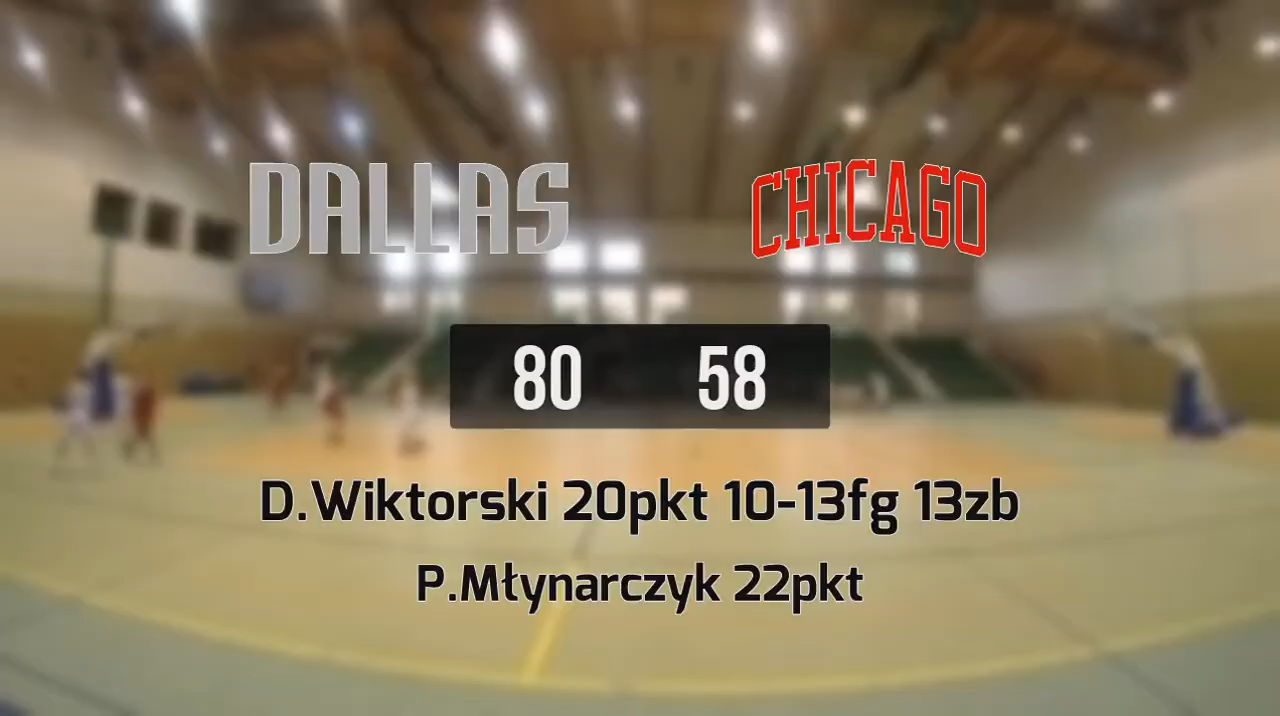 DALLAS CHICAGO
80 58
D.Wiktorski 20pkt 10-13fg 13zb
P.Młynarczyk 22pkt